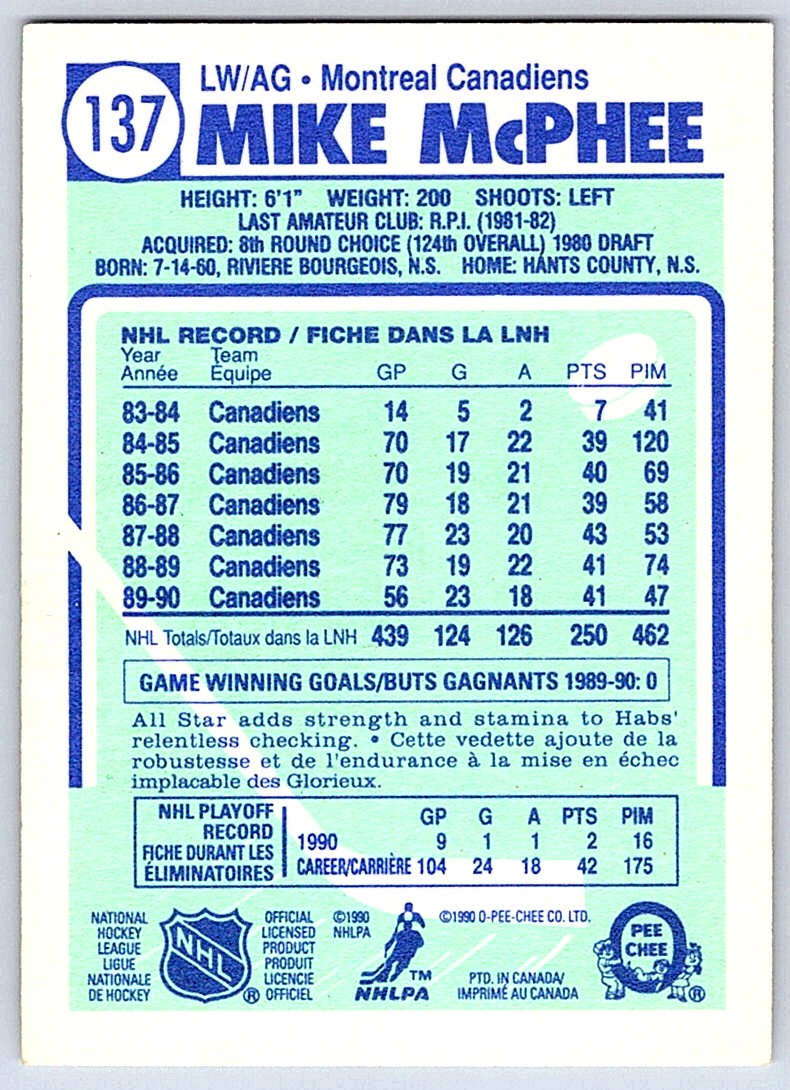 137
LW/AG • Montreal Canadiens
MIKE McPHEE
HEIGHT: 6'1" WEIGHT: 200 SHOOTS: LEFT
LAST AMATEUR CLUB: R.P.I. (1981-82)
ACQUIRED: 8th ROUND CHOICE (124th OVERALL) 1980 DRAFT
BORN: 7-14-60, RIVIERE BOURGEOIS, N.S. HOME: HANTS COUNTY, N.S.
NHL RECORD / FICHE DANS LA LNH
Year Team
Année Équipe GP G A PTS PIM
83-84 Canadiens 14 5 2 7 41
84-85 Canadiens 70 17 22 39 120
85-86 Canadiens 70 19 21 40 69
86-87 Canadiens 79 18 21 39 58
87-88 Canadiens 77 23 20 43 53
88-89 Canadiens 73 19 22 41 74
89-90 Canadiens 56 23 18 41 47
NHL Totals/Totaux dans la LNH 439 124 126 250 462
GAME WINNING GOALS/BUTS GAGNANTS 1989-90: 0
All Star adds strength and stamina to Habs'
relentless checking. • Cette vedette ajoute de la
robustesse et de l'endurance à la mise en échec
implacable des Glorieux.
NHL PLAYOFF
RECORD
FICHE DURANT LES
ÉLIMINATOIRES
GP G A PTS PIM
1990 9 1 1 2 16
CAREER/CARRIÈRE 104 24 18 42 175
NATIONAL
HOCKEY
LEAGUE
LIGUE
NATIONALE
DE HOCKEY
NHL
®
OFFICIAL
LICENSED
PRODUCT
PRODUIT
LICENCIE
OFFICIEL
©1990
NHLPA
TM
NHLPA
©1990 O-PEE-CHEE CO. LTD.
PTD. IN CANADA/
IMPRIMÉ AU CANADA
PEE
CHEE
®